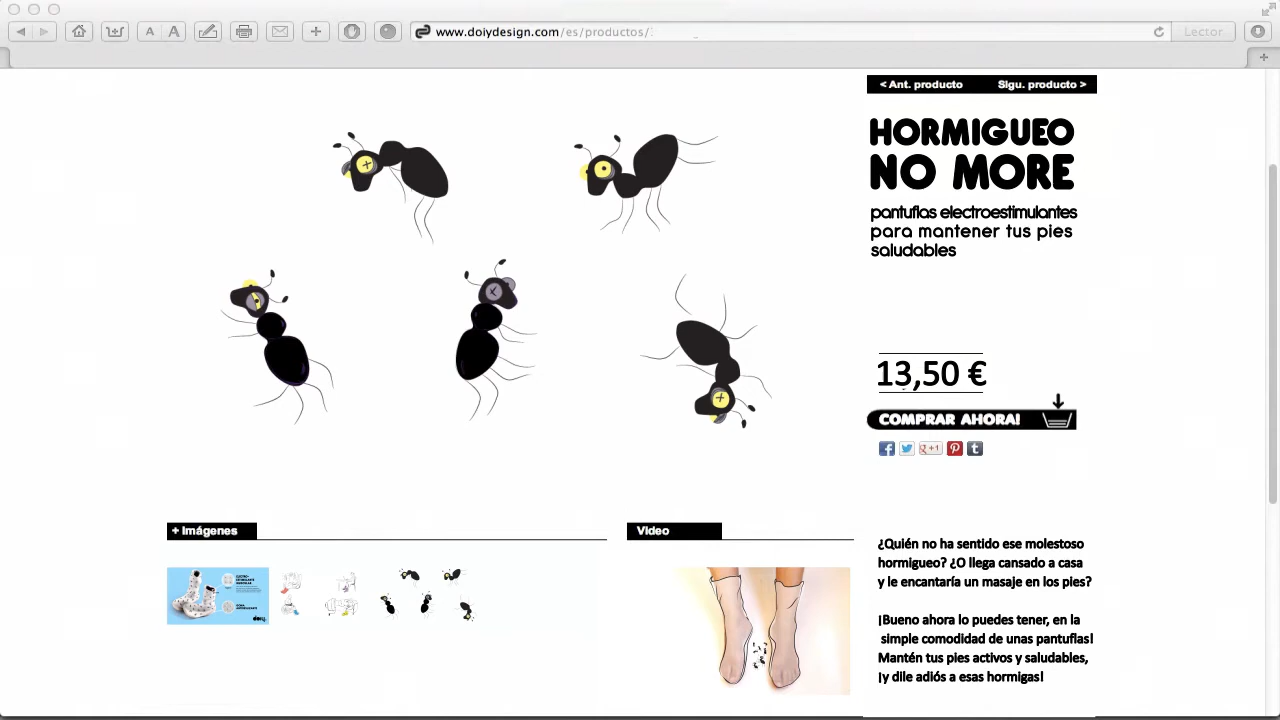 A A
www.doiydesign.com/es/productos/
Lector
< Ant. producto Sigu. producto >
HORMIGUEO
NO MORE
pantuflas electroestimulantes
para mantener tus pies
saludables
13,50 €
COMPRAR AHORA!
+1
+ Imágenes
Video
doiy.
¿Quién no ha sentido ese molestoso
hormigueo? ¿O llega cansado a casa
y le encantaría un masaje en los pies?
¡Bueno ahora lo puedes tener, en la
simple comodidad de unas pantuflas!
Mantén tus pies activos y saludables,
¡y dile adiós a esas hormigas!